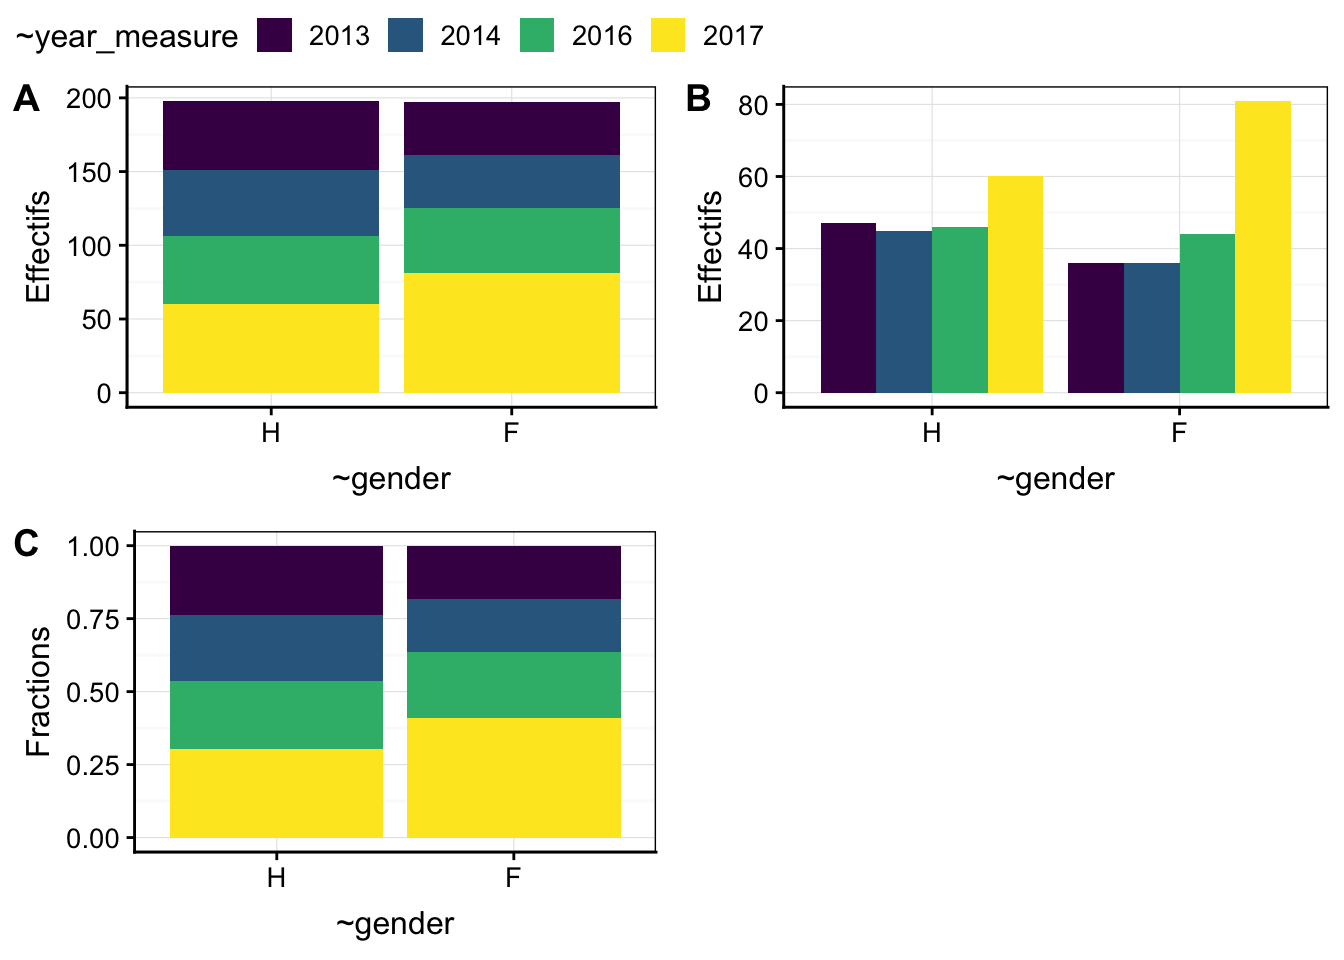 ~year_measure 2013 2014 2016 2017
A
Effectifs
200
150
100
50
0
H F
~gender
B
Effectifs
80
60
40
20
0
H F
~gender
C
Fractions
1.00
0.75
0.50
0.25
0.00
H F
~gender